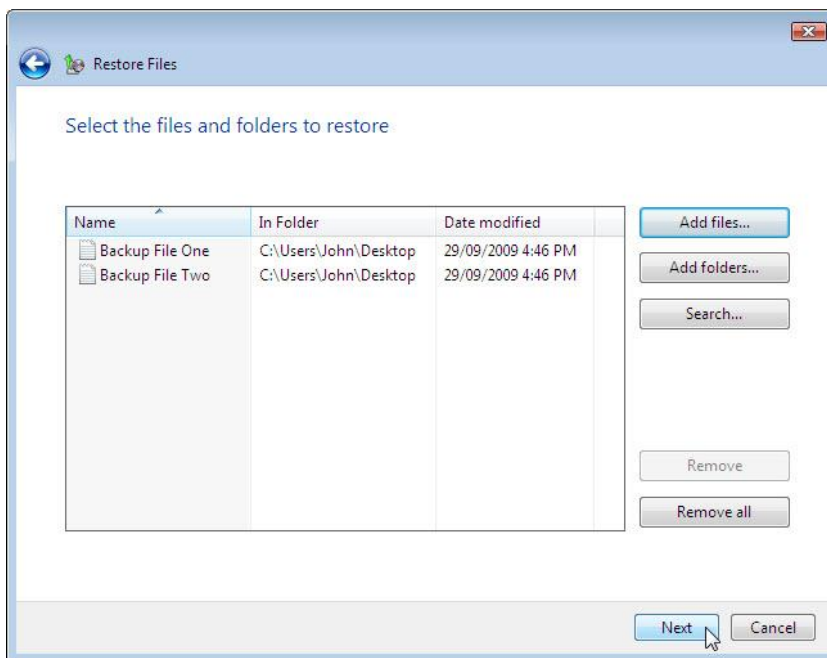 Restore Files
Select the files and folders to restore
Name In Folder Date modified
Backup File One C:\Users\John\Desktop 29/09/2009 4:46 PM
Backup File Two C:\Users\John\Desktop 29/09/2009 4:46 PM
Add files...
Add folders...
Search...
Remove
Remove all
Next Cancel